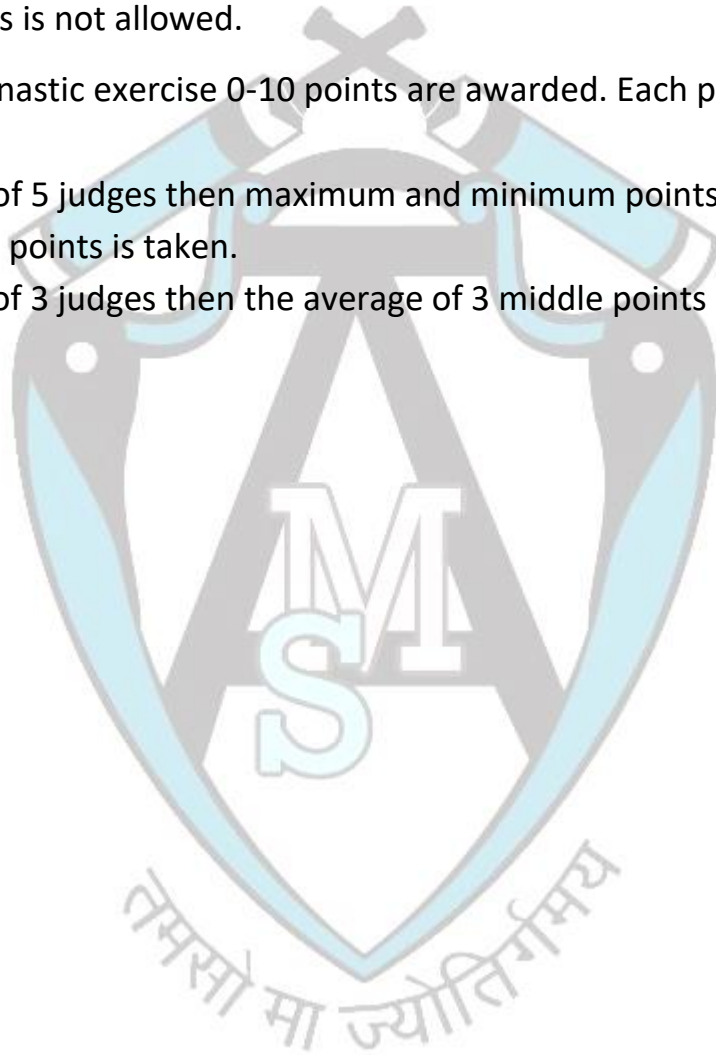 s is not allowed.
nastic exercise 0-10 points are awarded. Each p
of 5 judges then maximum and minimum points
points is taken.
of 3 judges then the average of 3 middle points
A
M
S
तमसो मा ज्योतिर्गमय